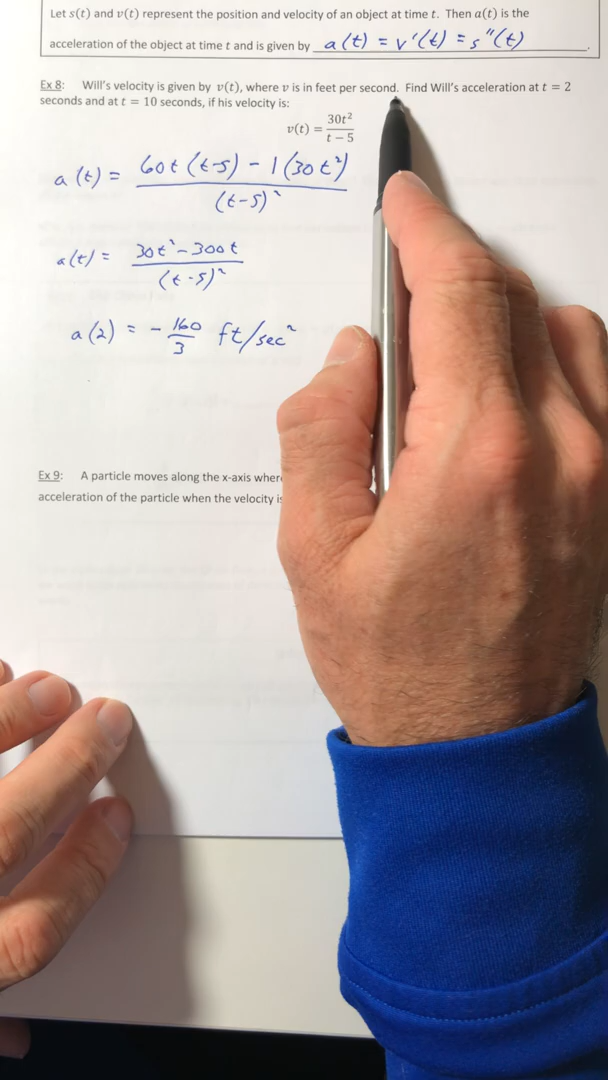 Let s(t) and v(t) represent the position and velocity of an object at time t. Then a(t) is the
acceleration of the object at time t and is given by a(t) = v'(t) = s''(t).
Ex 8: Will's velocity is given by v(t), where v is in feet per second. Find Will's acceleration at t = 2
seconds and at t = 10 seconds, if his velocity is:
v(t) = 30t²/(t − 5)
a(t) = (60t(t-5) - 1(30t²))/(t-5)²
a(t) = (30t² - 300t)/(t-5)²
a(2) = -160/3 ft/sec²
Ex 9: A particle moves along the x-axis
acceleration of the particle when the velocity